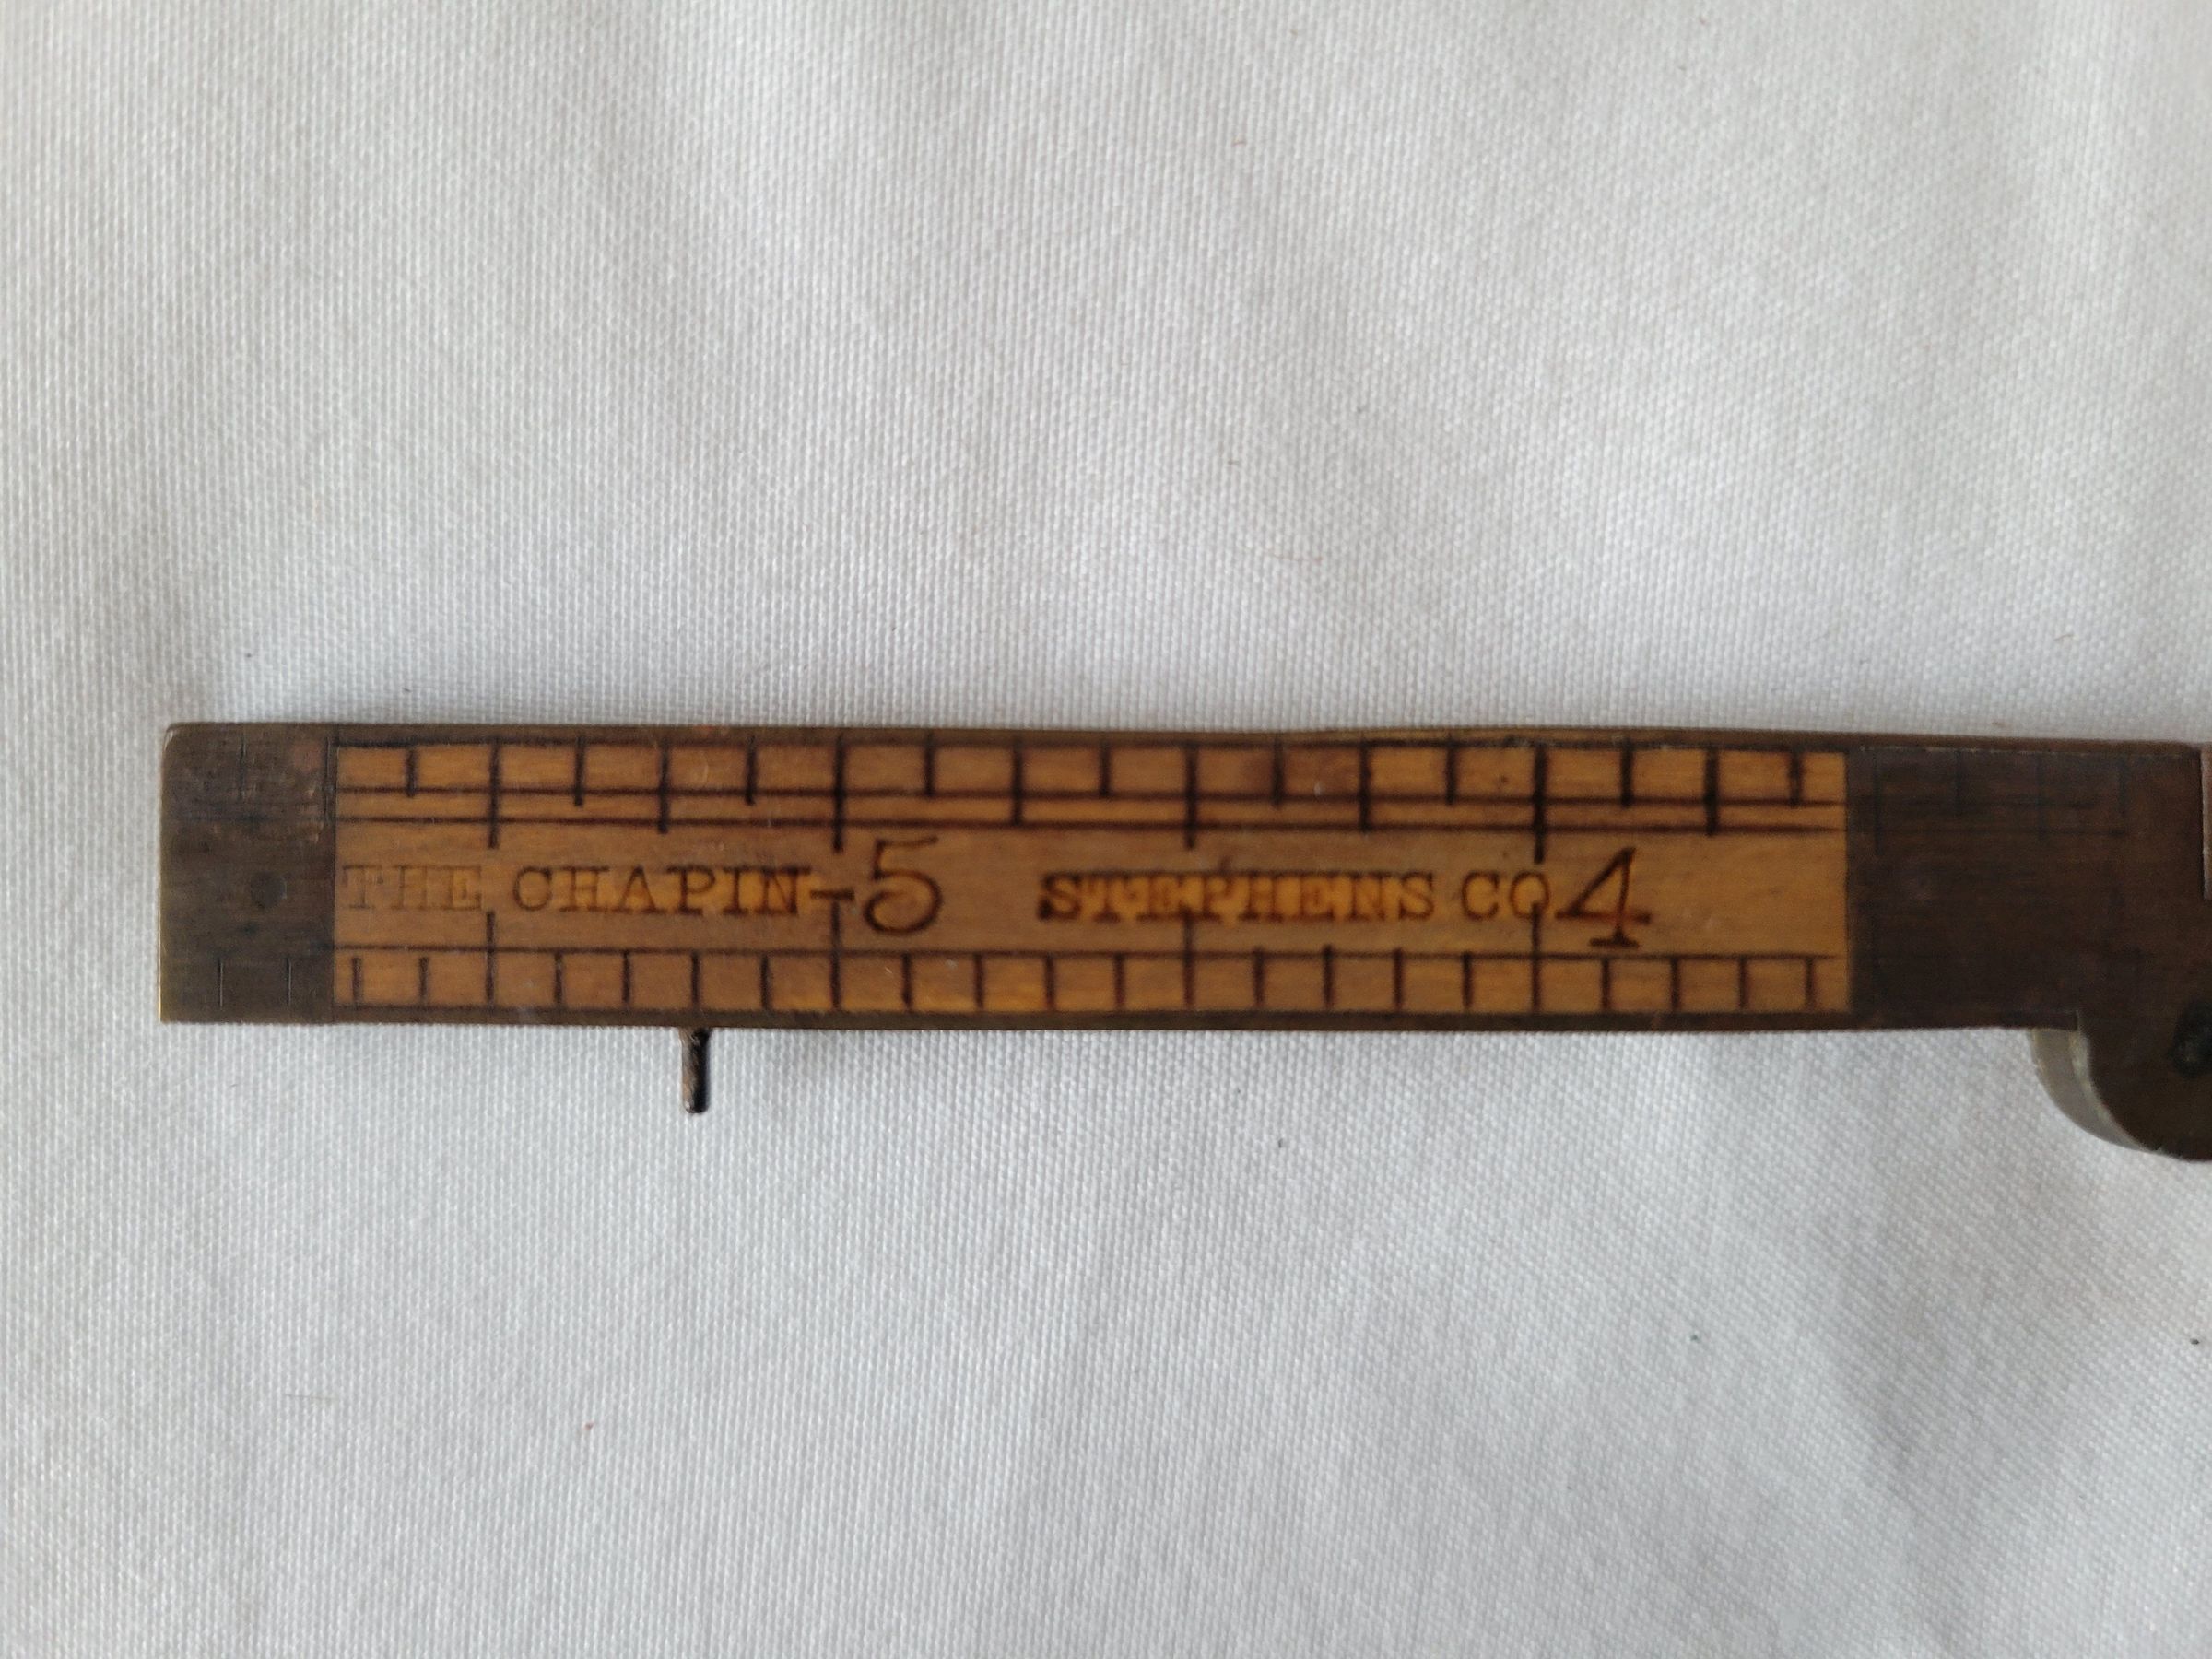 THE CHAPIN-5 STEPHENS CO 4